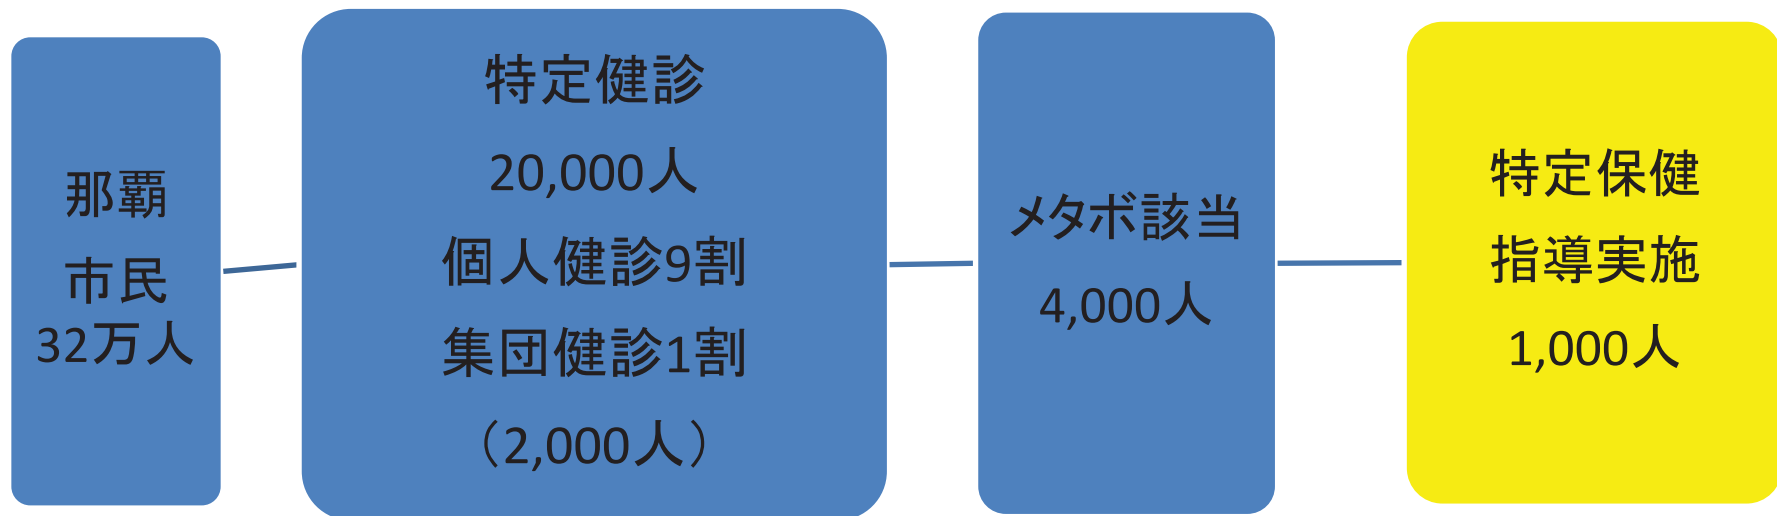 那覇
市民
32万人
特定健診
20,000人
個人健診9割
集団健診1割
（2,000人）
メタボ該当
4,000人
特定保健
指導実施
1,000人